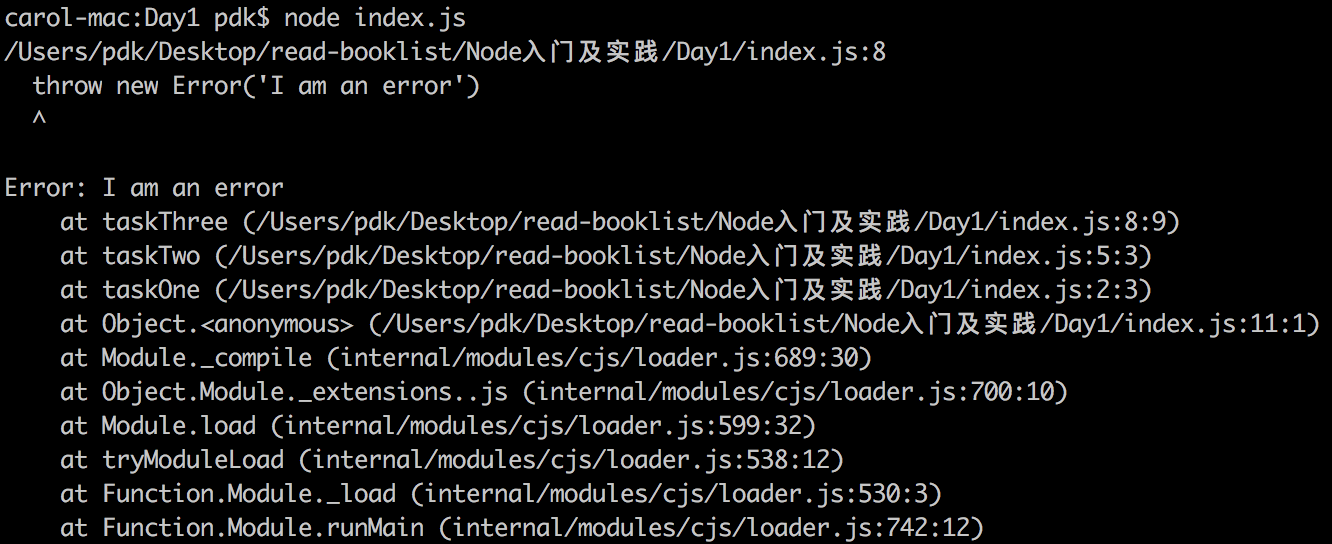 carol-mac:Day1 pdk$ node index.js
/Users/pdk/Desktop/read-booklist/Node入门及实践/Day1/index.js:8
  throw new Error('I am an error')
  ^

Error: I am an error
    at taskThree (/Users/pdk/Desktop/read-booklist/Node入门及实践/Day1/index.js:8:9)
    at taskTwo (/Users/pdk/Desktop/read-booklist/Node入门及实践/Day1/index.js:5:3)
    at taskOne (/Users/pdk/Desktop/read-booklist/Node入门及实践/Day1/index.js:2:3)
    at Object.<anonymous> (/Users/pdk/Desktop/read-booklist/Node入门及实践/Day1/index.js:11:1)
    at Module._compile (internal/modules/cjs/loader.js:689:30)
    at Object.Module._extensions..js (internal/modules/cjs/loader.js:700:10)
    at Module.load (internal/modules/cjs/loader.js:599:32)
    at tryModuleLoad (internal/modules/cjs/loader.js:538:12)
    at Function.Module._load (internal/modules/cjs/loader.js:530:3)
    at Function.Module.runMain (internal/modules/cjs/loader.js:742:12)